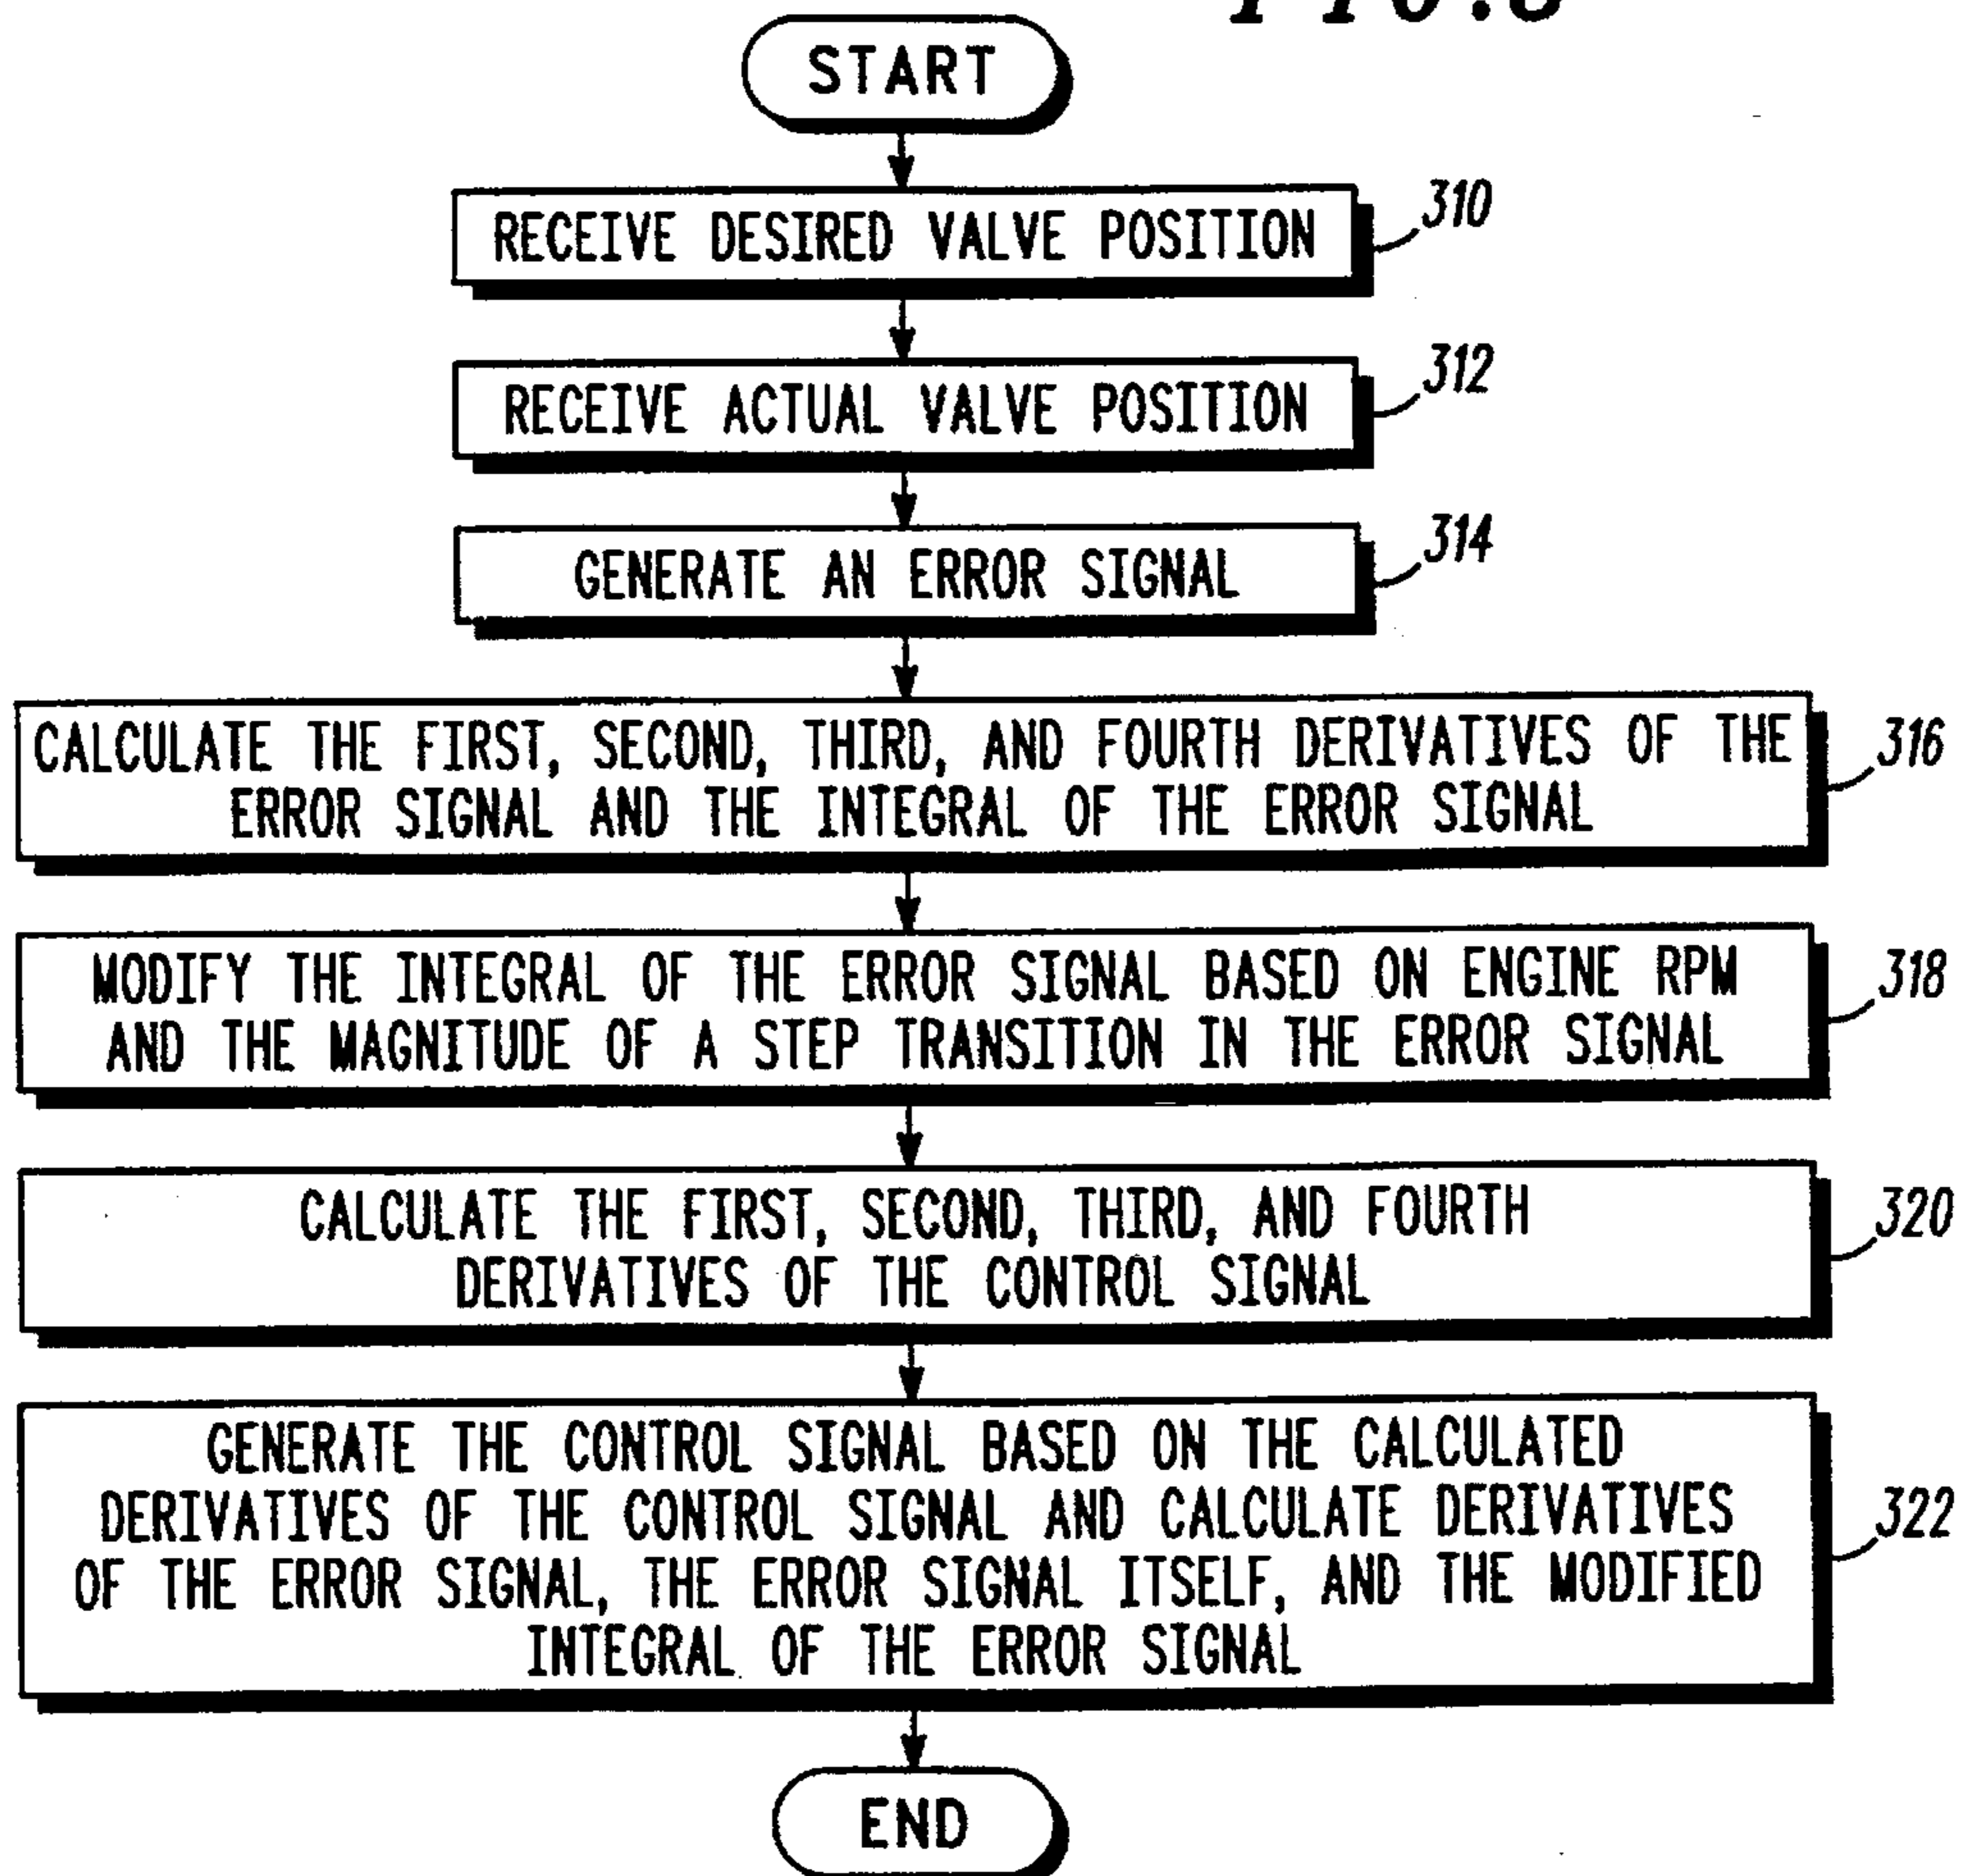 START
RECEIVE DESIRED VALVE POSITION
310
RECEIVE ACTUAL VALVE POSITION
312
GENERATE AN ERROR SIGNAL
314
CALCULATE THE FIRST, SECOND, THIRD, AND FOURTH DERIVATIVES OF THE
ERROR SIGNAL AND THE INTEGRAL OF THE ERROR SIGNAL
316
MODIFY THE INTEGRAL OF THE ERROR SIGNAL BASED ON ENGINE RPM
AND THE MAGNITUDE OF A STEP TRANSITION IN THE ERROR SIGNAL
318
CALCULATE THE FIRST, SECOND, THIRD, AND FOURTH
DERIVATIVES OF THE CONTROL SIGNAL
320
GENERATE THE CONTROL SIGNAL BASED ON THE CALCULATED
DERIVATIVES OF THE CONTROL SIGNAL AND CALCULATE DERIVATIVES
OF THE ERROR SIGNAL, THE ERROR SIGNAL ITSELF, AND THE MODIFIED
INTEGRAL OF THE ERROR SIGNAL
322
END